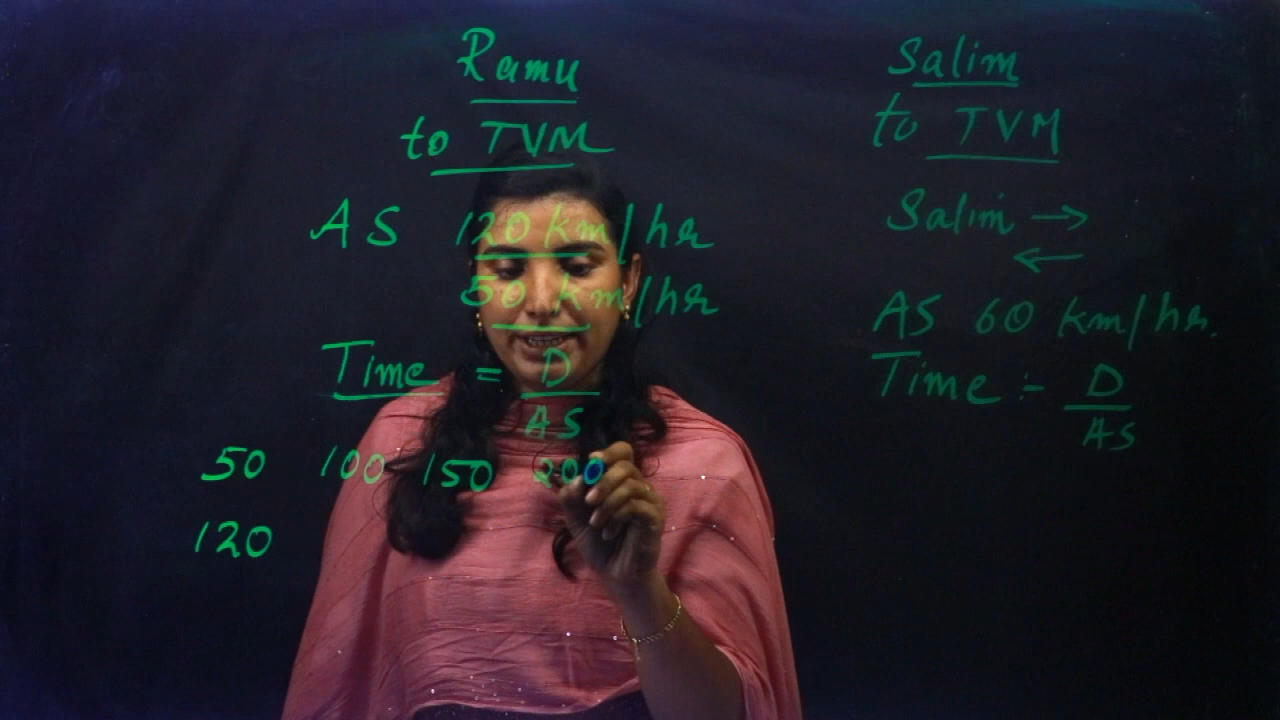 Ramu
to TVM
AS 120 km/hr
50 km/hr
Time = D
AS
50 100 150 200
120
Salim
to TVM
Salim →
←
AS 60 km/hr.
Time :- D
AS